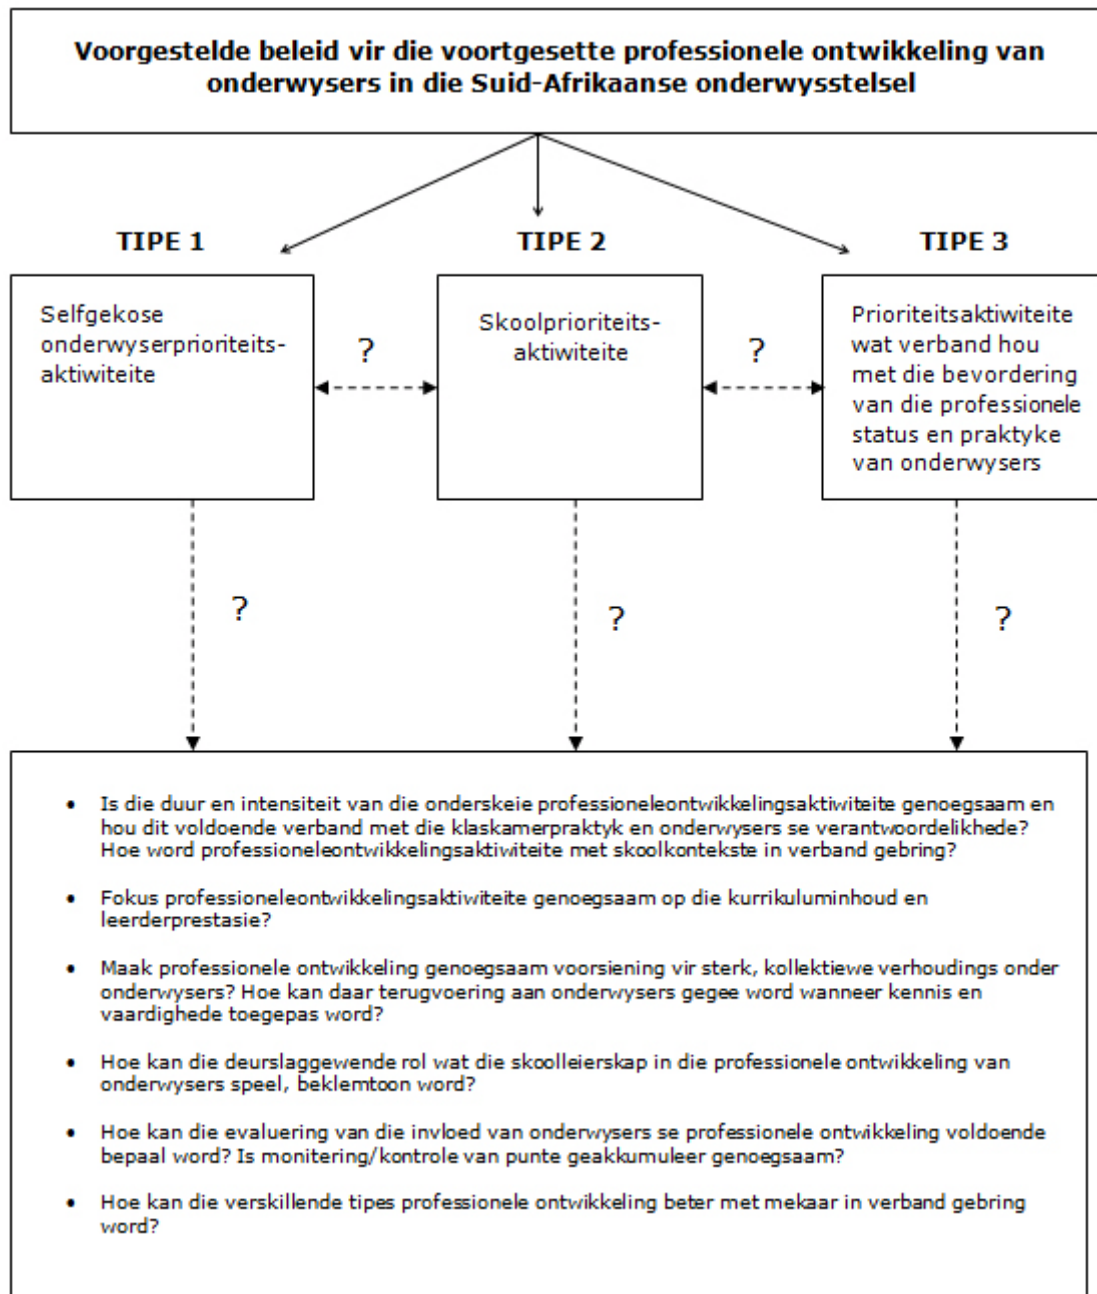 Voorgestelde beleid vir die voortgesette professionele ontwikkeling van
onderwysers in die Suid-Afrikaanse onderwysstelsel
TIPE 1
TIPE 2
TIPE 3
Selfgekose
onderwyserprioriteits-
aktiwiteite
?
Skoolprioriteits-
aktiwiteite
?
Prioriteitsaktiwiteite
wat verband hou
met die bevordering
van die professionele
status en praktyke
van onderwysers
?
?
?
• Is die duur en intensiteit van die onderskeie professioneleontwikkelingsaktiwiteite genoegsaam en
hou dit voldoende verband met die klaskamerpraktyk en onderwysers se verantwoordelikhede?
Hoe word professioneleontwikkelingsaktiwiteite met skoolkontekste in verband gebring?
• Fokus professioneleontwikkelingsaktiwiteite genoegsaam op die kurrikuluminhoud en
leerderprestasie?
• Maak professionele ontwikkeling genoegsaam voorsiening vir sterk, kollektiewe verhoudings onder
onderwysers? Hoe kan daar terugvoering aan onderwysers gegee word wanneer kennis en
vaardighede toegepas word?
• Hoe kan die deurslaggewende rol wat die skoolleierskap in die professionele ontwikkeling van
onderwysers speel, beklemtoon word?
• Hoe kan die evaluering van die invloed van onderwysers se professionele ontwikkeling voldoende
bepaal word? Is monitering/kontrole van punte geakkumuleer genoegsaam?
• Hoe kan die verskillende tipes professionele ontwikkeling beter met mekaar in verband gebring
word?